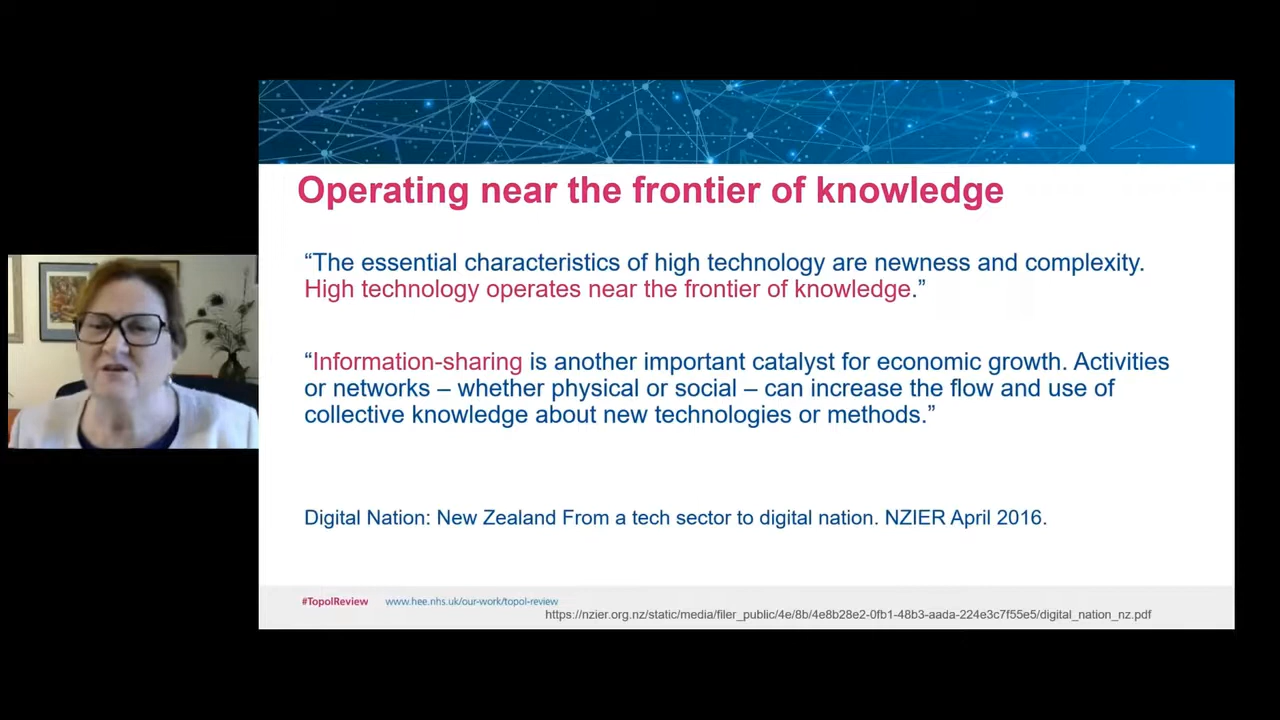 Operating near the frontier of knowledge
“The essential characteristics of high technology are newness and complexity.
High technology operates near the frontier of knowledge.”
“Information-sharing is another important catalyst for economic growth. Activities
or networks – whether physical or social – can increase the flow and use of
collective knowledge about new technologies or methods.”
Digital Nation: New Zealand From a tech sector to digital nation. NZIER April 2016.
#TopolReview www.hee.nhs.uk/our-work/topol-review
https://nzier.org.nz/static/media/filer_public/4e/8b/4e8b28e2-0fb1-48b3-aada-224e3c7f55e5/digital_nation_nz.pdf